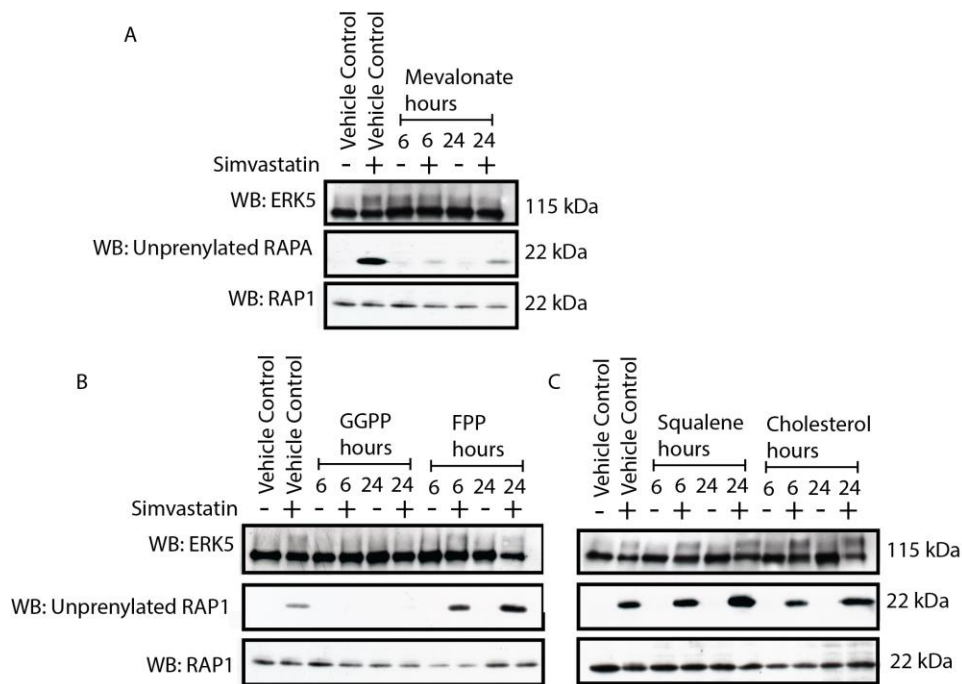 A
Vehicle Control
Vehicle Control
Mevalonate
hours
6 6 24 24
Simvastatin - + - + - +
WB: ERK5 115 kDa
WB: Unprenylated RAPA 22 kDa
WB: RAP1 22 kDa
B
Vehicle Control
Vehicle Control
GGPP
hours
FPP
hours
6 6 24 24 6 6 24 24
Simvastatin - + - + - + - + - +
WB: ERK5
WB: Unprenylated RAP1
WB: RAP1
C
Vehicle Control
Vehicle Control
Squalene
hours
Cholesterol
hours
6 6 24 24 6 6 24 24
- + - + - + - + - +
115 kDa
22 kDa
22 kDa